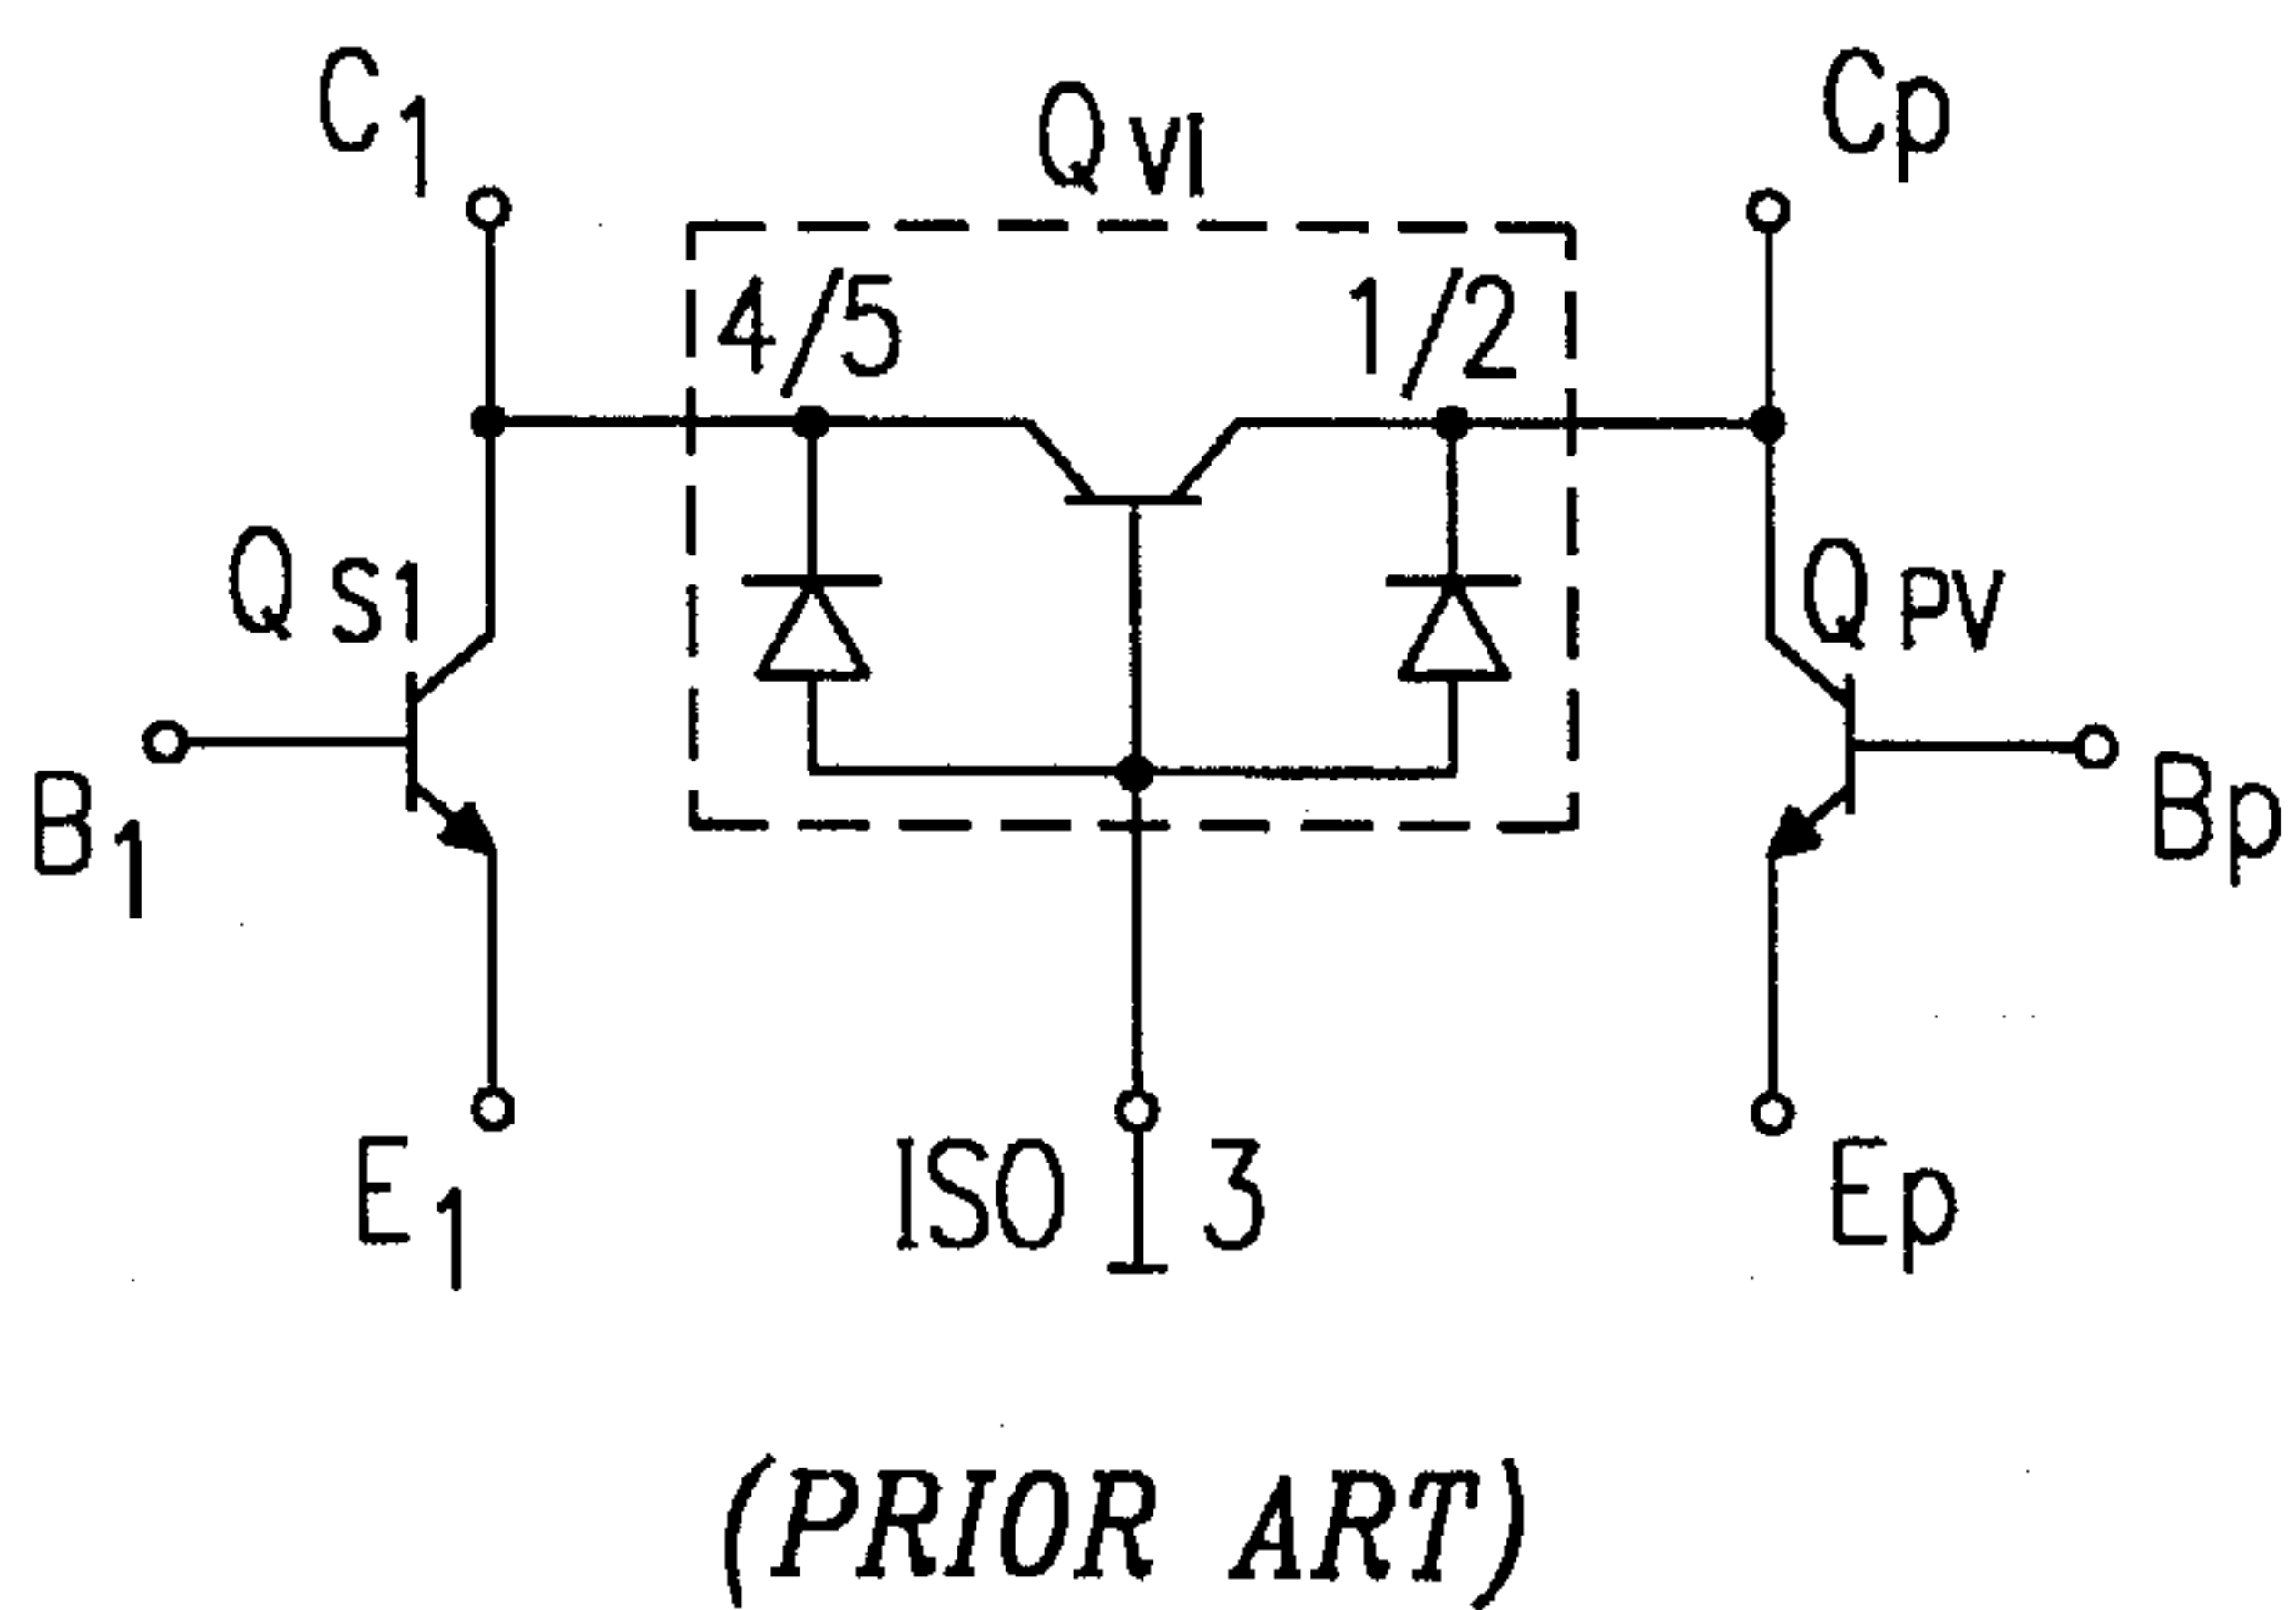 C1
QVI
Cp
4/5
1/2
QS1
QPV
B1
Bp
E1
ISO
3
Ep
(PRIOR ART)